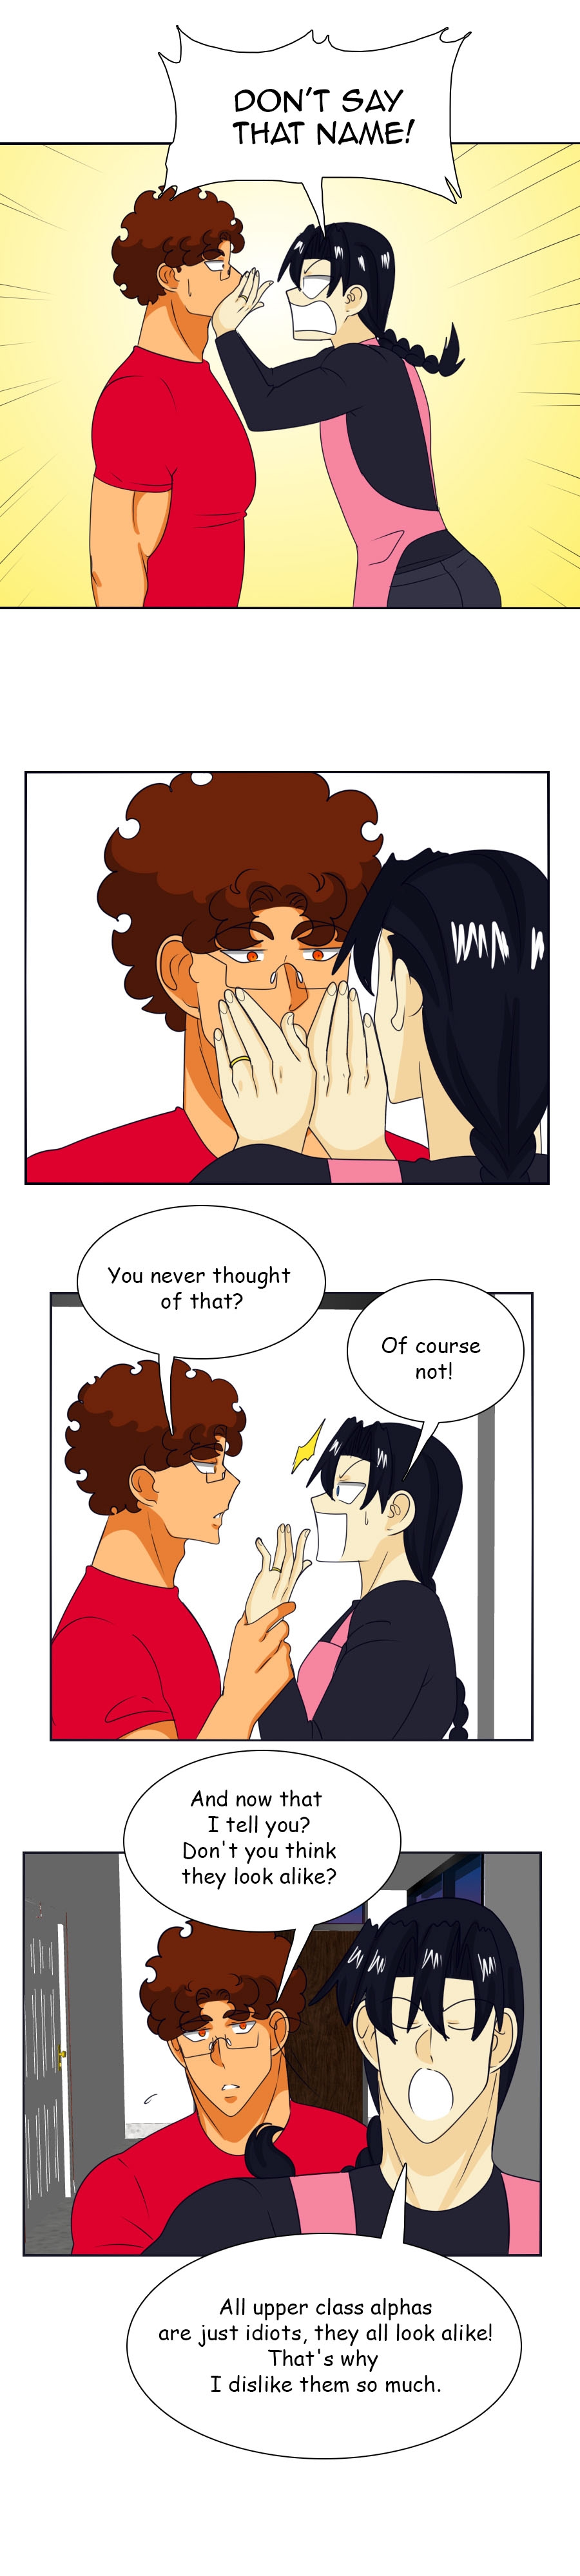 DON'T SAY
THAT NAME!
You never thought
of that?
Of course
not!
And now that
I tell you?
Don't you think
they look alike?
All upper class alphas
are just idiots, they all look alike!
That's why
I dislike them so much.